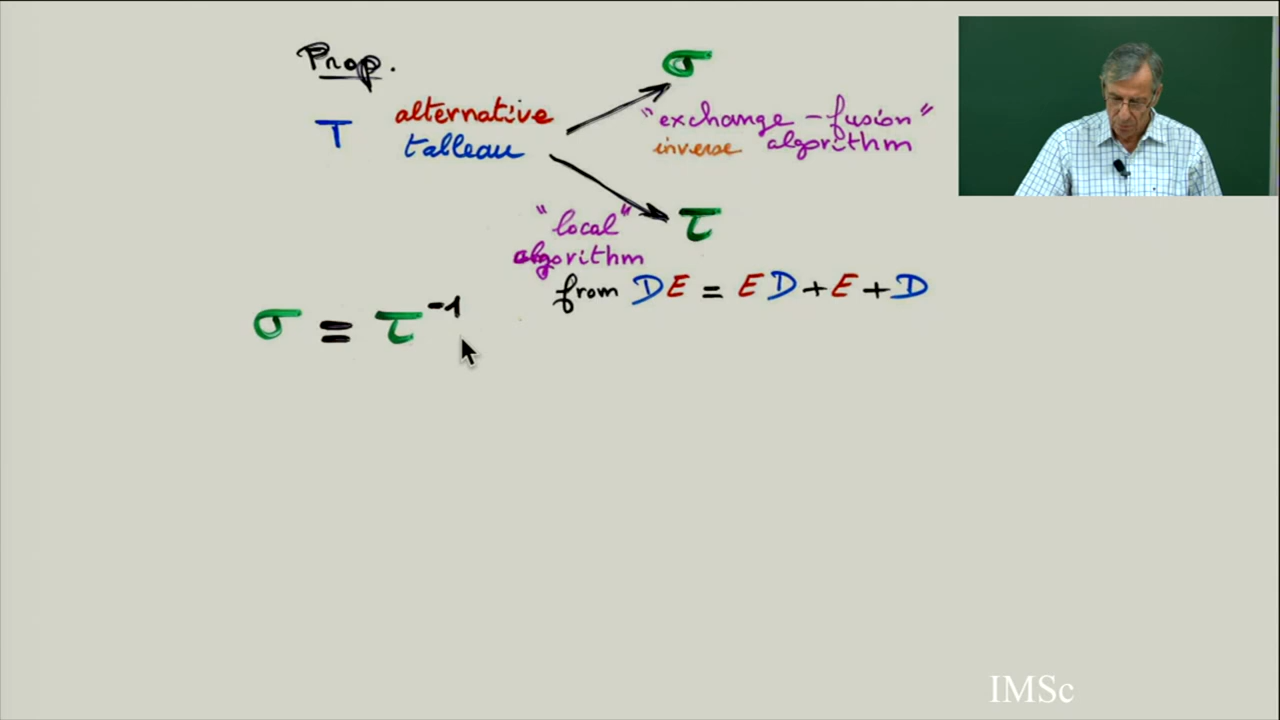 Prop.
T alternative tableau
σ
"exchange - fusion"
inverse algorithm
"local"
algorithm
τ
from DE = ED + E + D
σ = τ⁻¹
IMSc